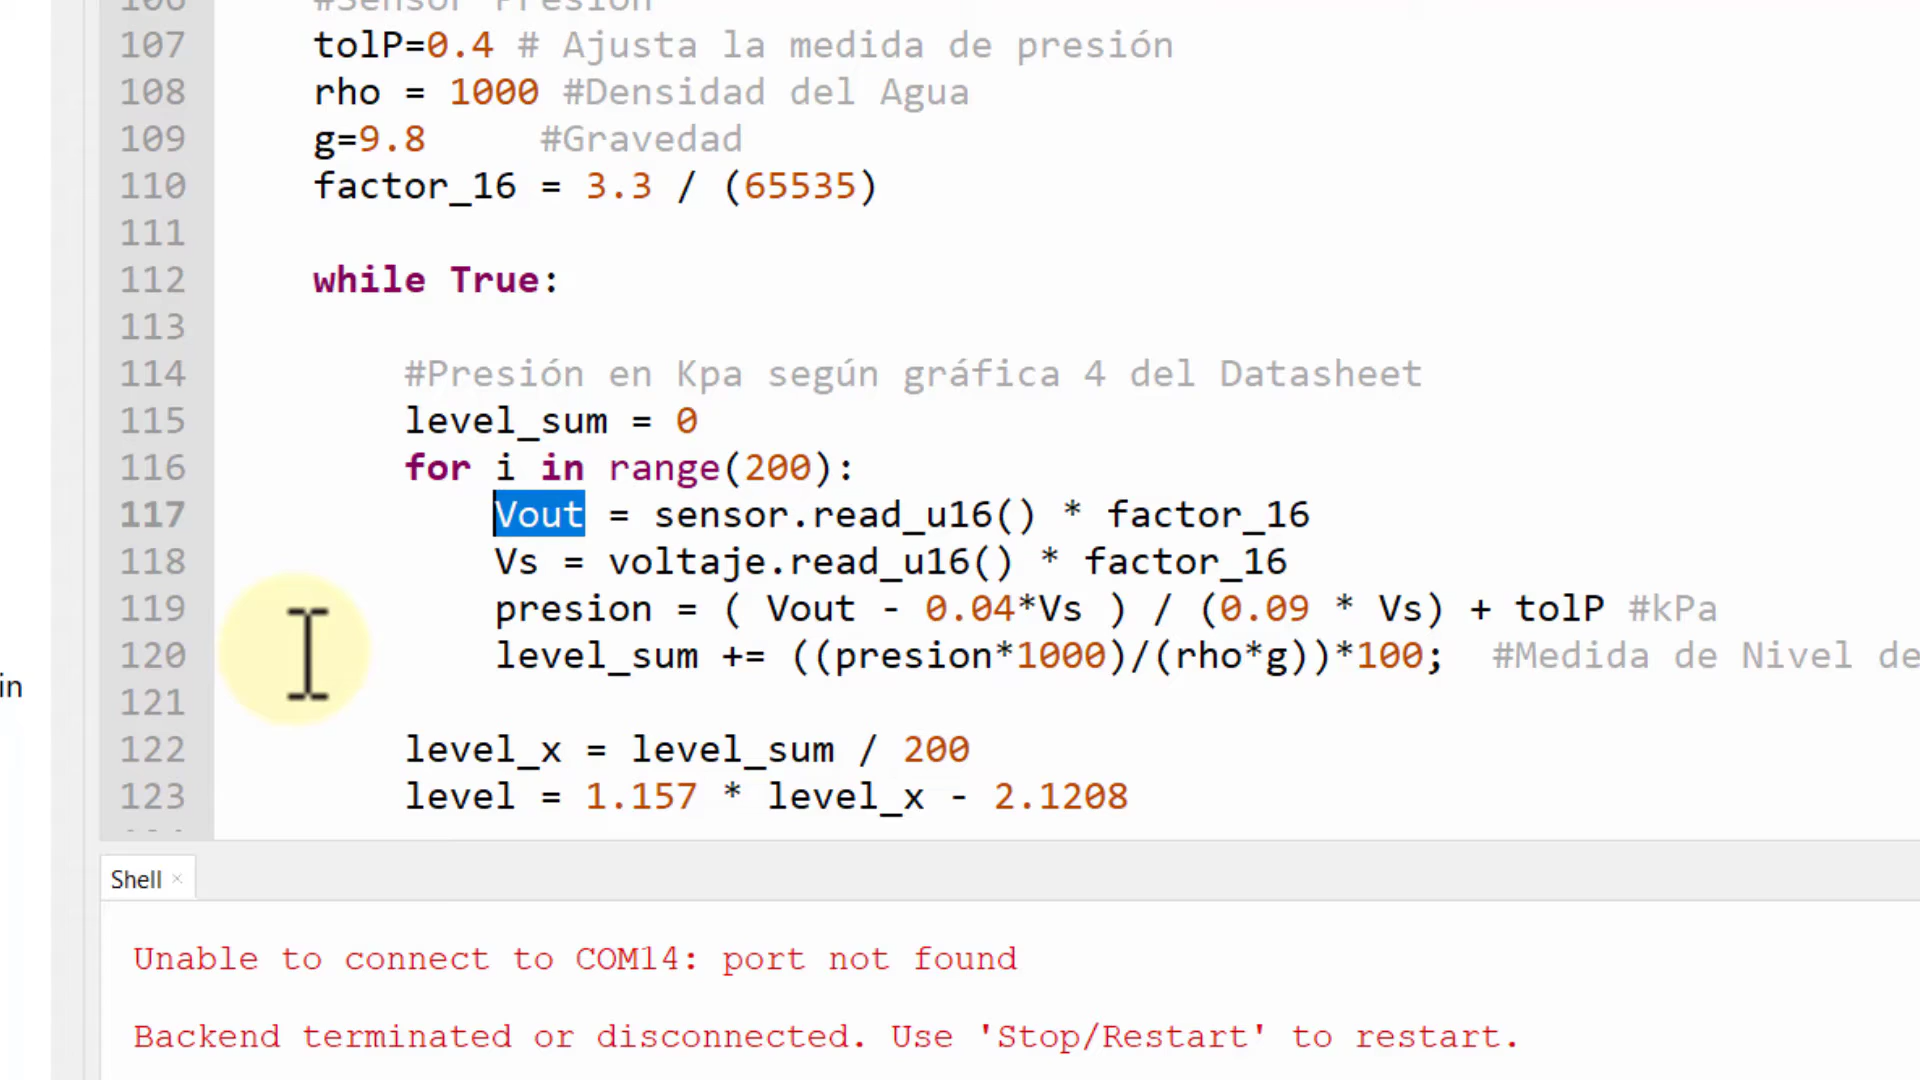 106 #Sensor Presión
107 tolP=0.4 # Ajusta la medida de presión
108 rho = 1000 #Densidad del Agua
109 g=9.8 #Gravedad
110 factor_16 = 3.3 / (65535)
111
112 while True:
113
114 #Presión en Kpa según gráfica 4 del Datasheet
115 level_sum = 0
116 for i in range(200):
117 Vout = sensor.read_u16() * factor_16
118 Vs = voltaje.read_u16() * factor_16
119 presion = ( Vout - 0.04*Vs ) / (0.09 * Vs) + tolP #kPa
120 level_sum += ((presion*1000)/(rho*g))*100; #Medida de Nivel de
in
121
122 level_x = level_sum / 200
123 level = 1.157 * level_x - 2.1208
Shell ×
Unable to connect to COM14: port not found
Backend terminated or disconnected. Use 'Stop/Restart' to restart.